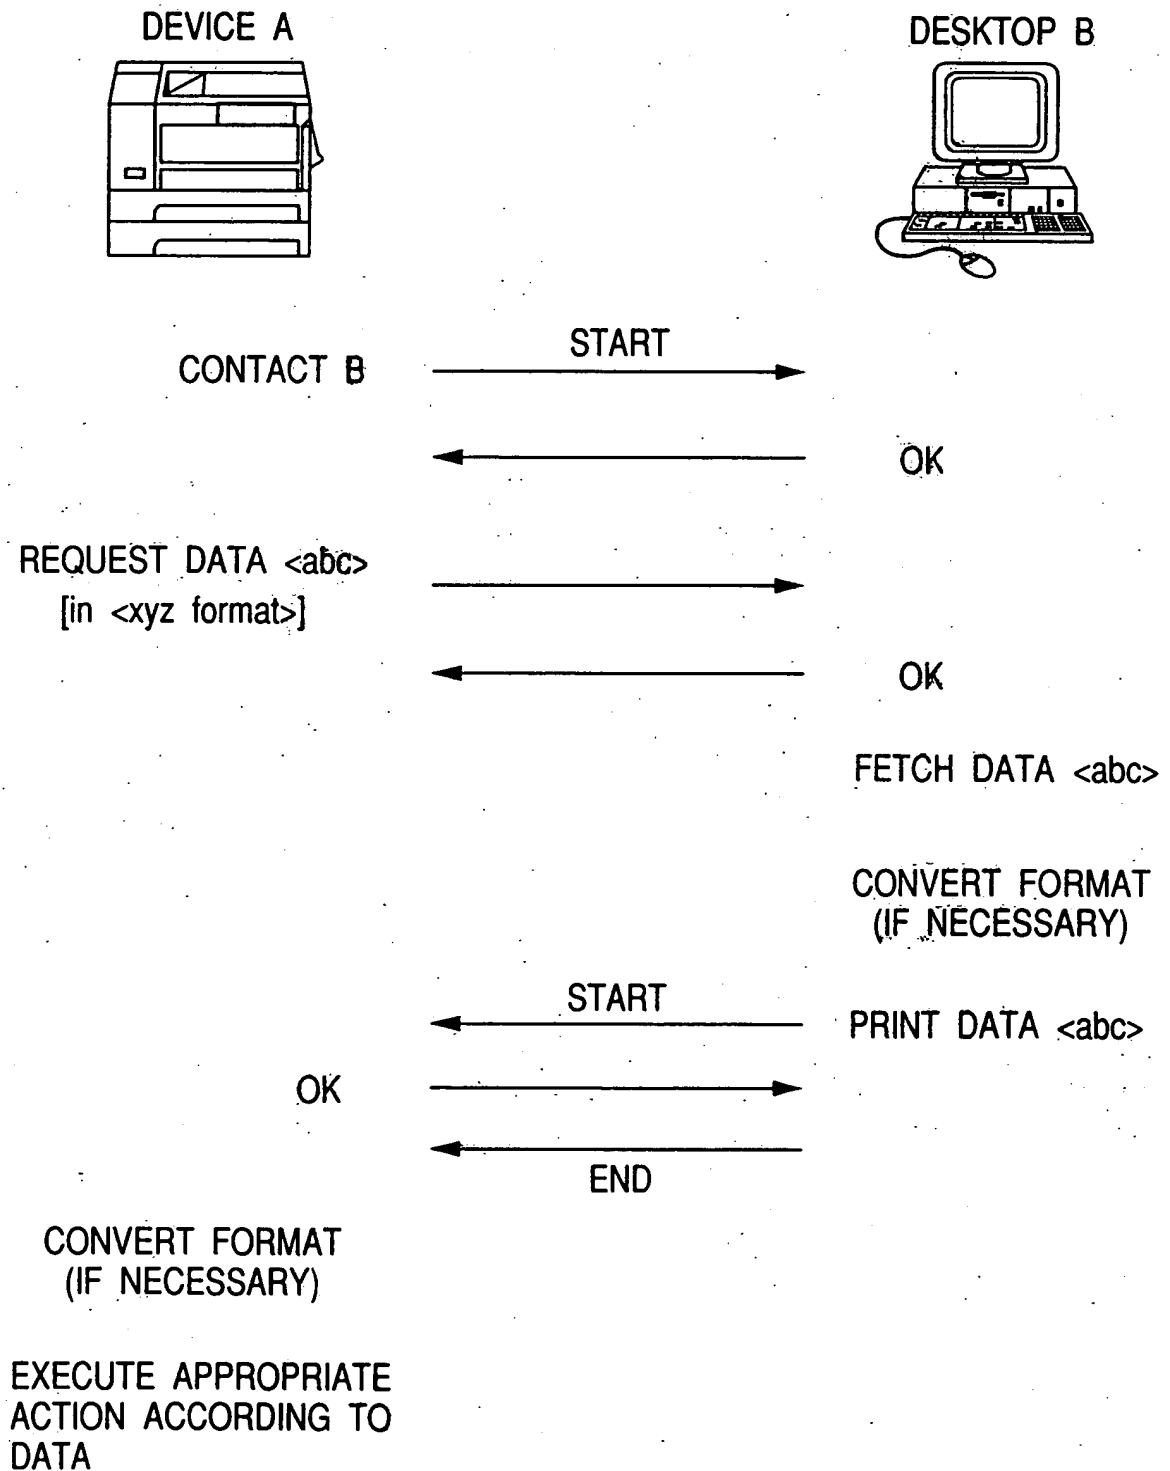 DEVICE A
DESKTOP B
START
CONTACT B
OK
REQUEST DATA <abc>
[in <xyz format>]
OK
FETCH DATA <abc>
CONVERT FORMAT
(IF NECESSARY)
START
PRINT DATA <abc>
OK
END
CONVERT FORMAT
(IF NECESSARY)
EXECUTE APPROPRIATE
ACTION ACCORDING TO
DATA